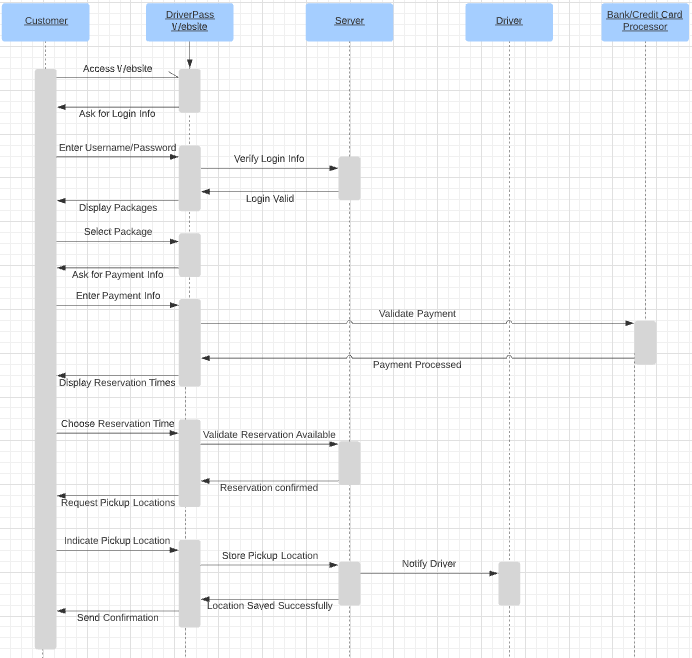 Customer
DriverPass
Website
Server
Driver
Bank/Credit Card
Processor
Access Website
Ask for Login Info
Enter Username/Password
Verify Login Info
Login Valid
Display Packages
Select Package
Ask for Payment Info
Enter Payment Info
Validate Payment
Payment Processed
Display Reservation Times
Choose Reservation Time
Validate Reservation Available
Reservation confirmed
Request Pickup Locations
Indicate Pickup Location
Store Pickup Location
Notify Driver
Location Saved Successfully
Send Confirmation